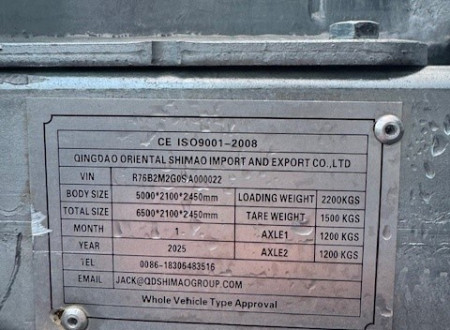 CE ISO9001-2008
QINGDAO ORIENTAL SHIMAO IMPORT AND EXPORT CO.,LTD
VIN R76B2M2G0SA000022
BODY SIZE 5000*2100*2450mm LOADING WEIGHT 2200KGS
TOTAL SIZE 6500*2100*2450mm TARE WEIGHT 1500 KGS
MONTH 1 AXLE1 1200 KGS
YEAR 2025 AXLE2 1200 KGS
TEL 0086-18306483516
EMAIL JACK@QDSHIMAOGROUP.COM
Whole Vehicle Type Approval